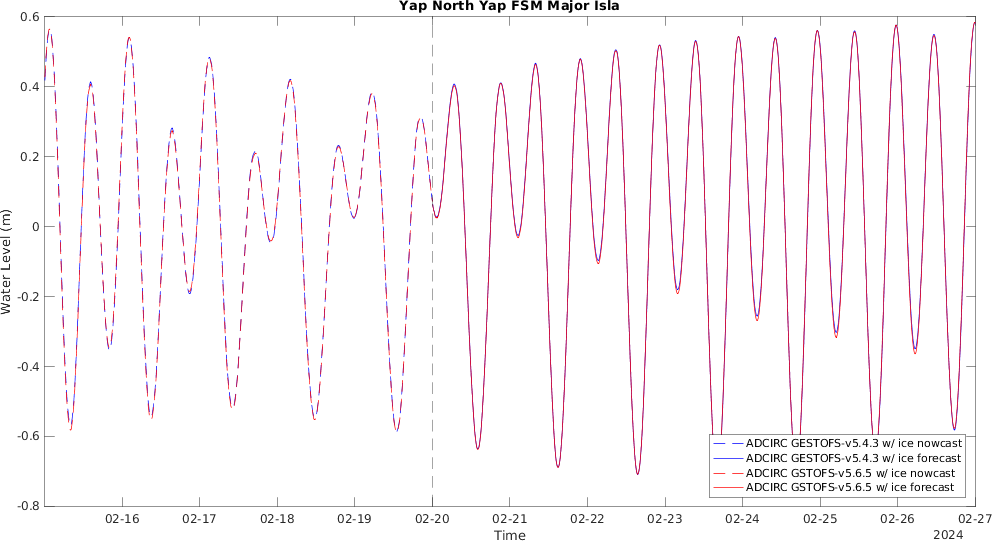 Yap North Yap FSM Major Isla
0.6
0.4
0.2
0
-0.2
-0.4
-0.6
-0.8
Water Level (m)
ADCIRC GESTOFS-v5.4.3 w/ ice nowcast
ADCIRC GESTOFS-v5.4.3 w/ ice forecast
ADCIRC GSTOFS-v5.6.5 w/ ice nowcast
ADCIRC GSTOFS-v5.6.5 w/ ice forecast
02-16 02-17 02-18 02-19 02-20 02-21 02-22 02-23 02-24 02-25 02-26 02-27
Time
2024